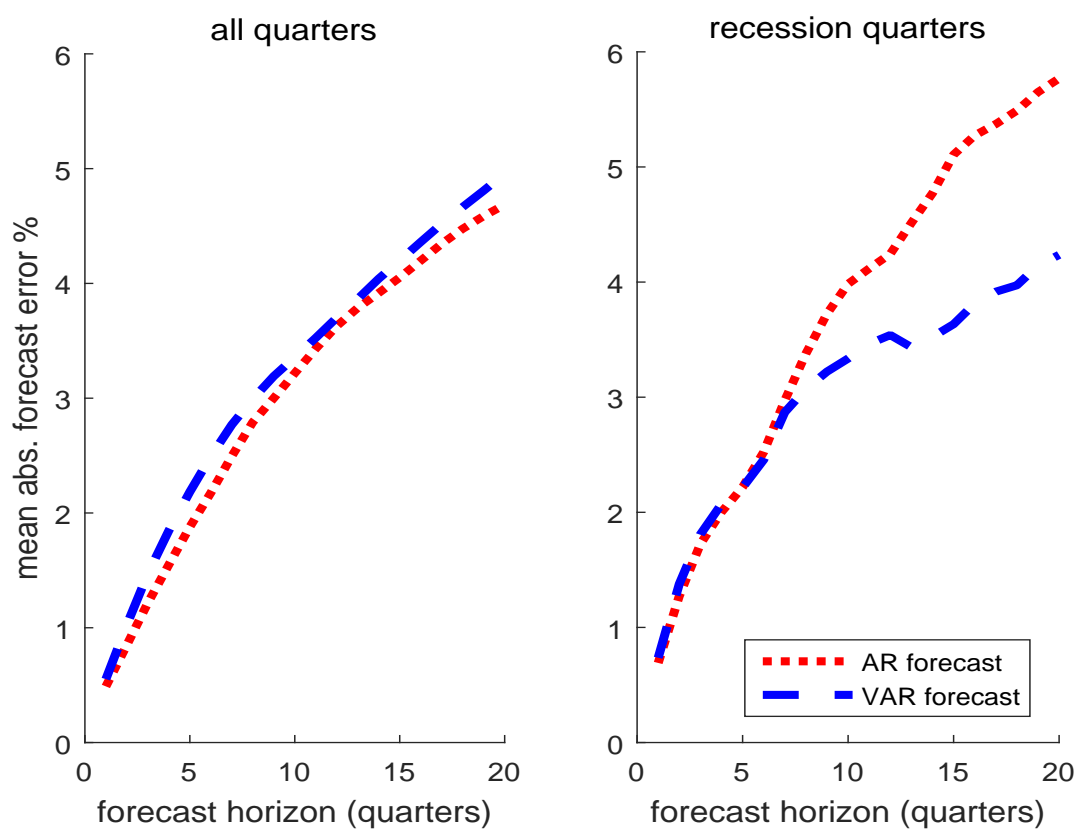 all quarters
mean abs. forecast error %
6
5
4
3
2
1
0
0 5 10 15 20
forecast horizon (quarters)
recession quarters
6
5
4
3
2
1
0
AR forecast
VAR forecast
0 5 10 15 20
forecast horizon (quarters)